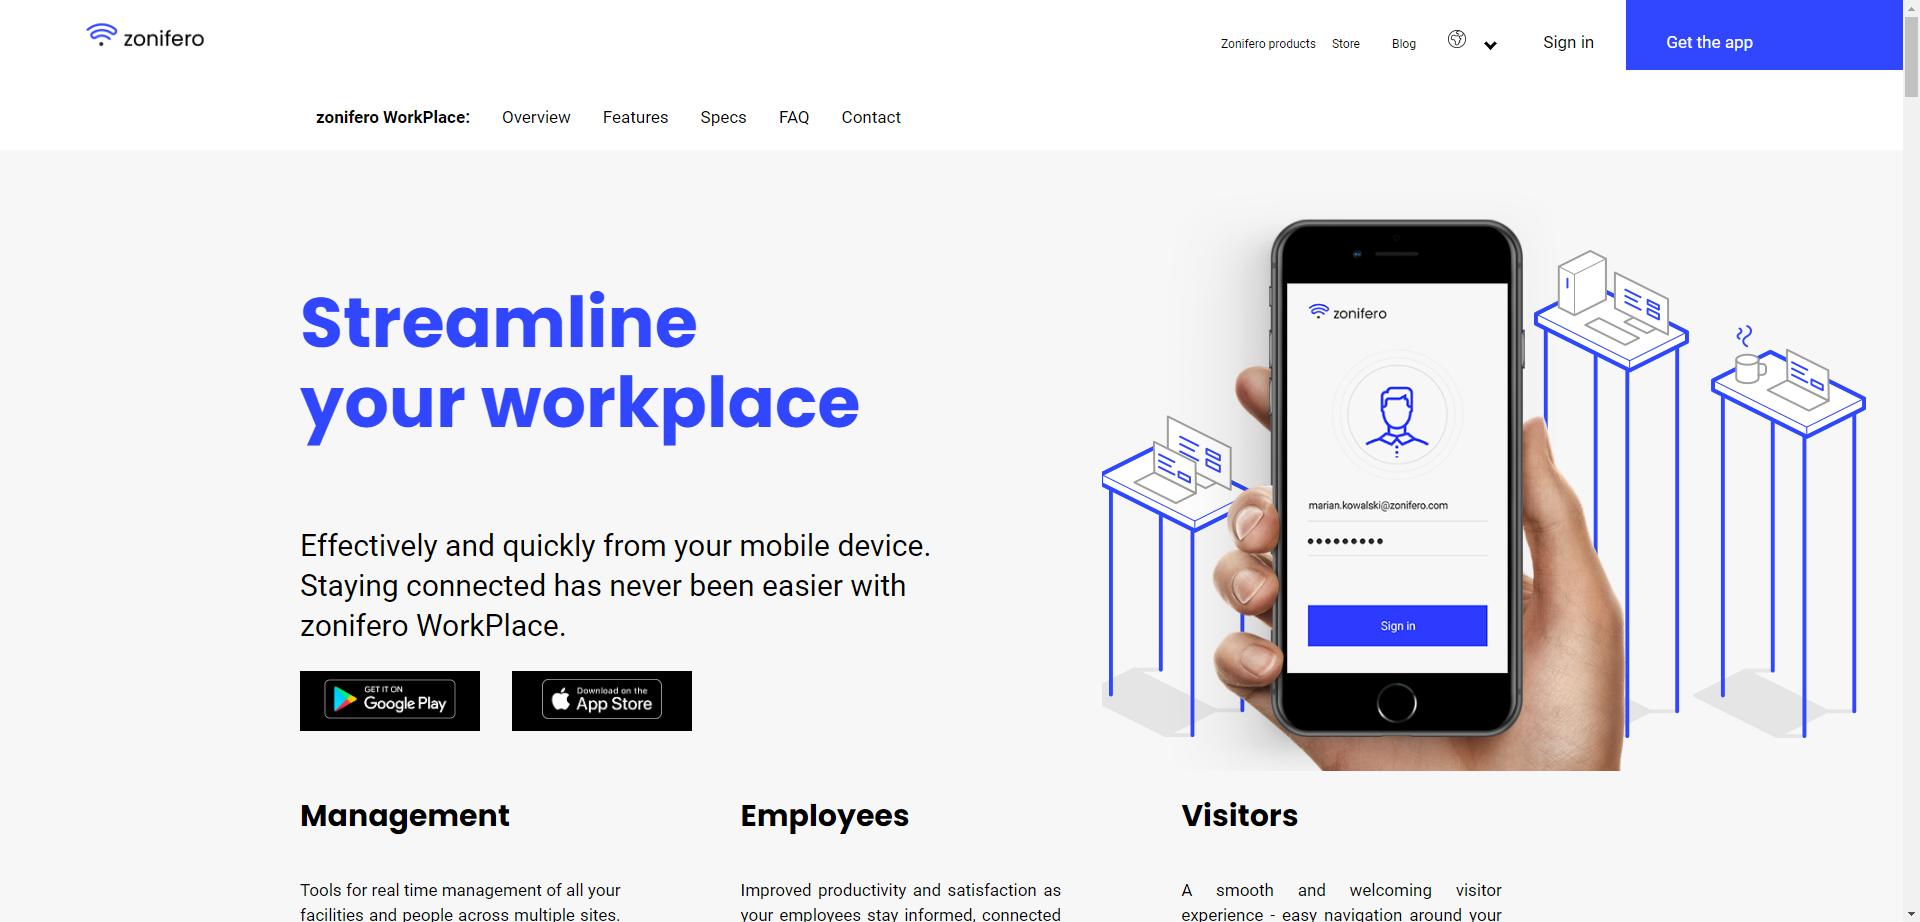 zonifero
Zonifero products
Store
Blog
Sign in
Get the app
zonifero WorkPlace:
Overview
Features
Specs
FAQ
Contact
Streamline
your workplace
Effectively and quickly from your mobile device.
Staying connected has never been easier with
zonifero WorkPlace.
GET IT ON
Google Play
Download on the
App Store
zonifero
marian.kowalski@zonifero.com
Sign in
Management
Tools for real time management of all your
facilities and people across multiple sites.
Employees
Improved productivity and satisfaction as
your employees stay informed, connected
Visitors
A smooth and welcoming visitor
experience - easy navigation around your